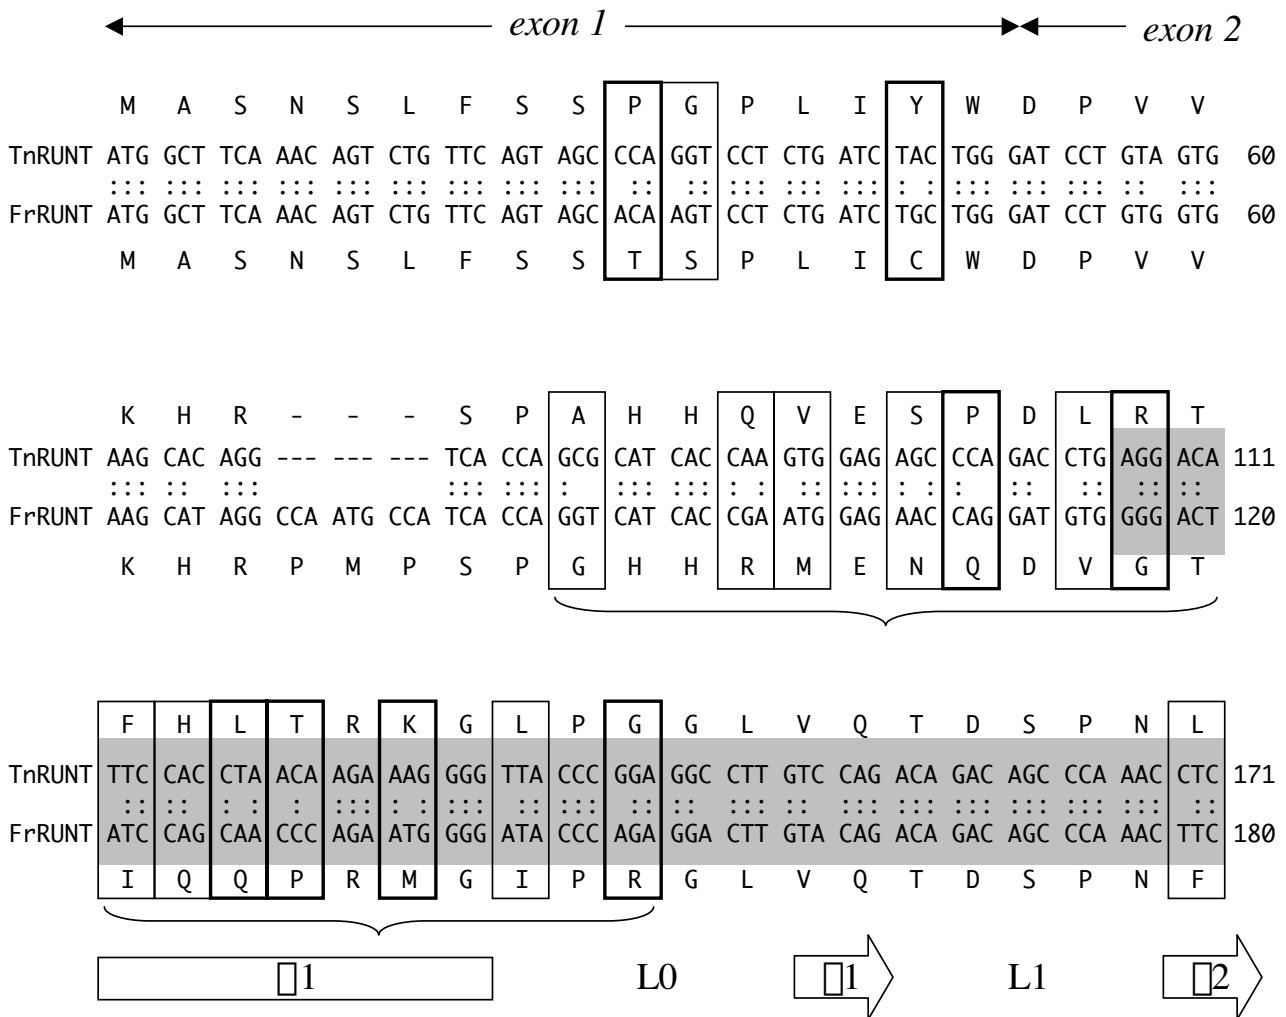 exon 1 exon 2
M A S N S L F S S P G P L I Y W D P V V
TnRUNT ATG GCT TCA AAC AGT CTG TTC AGT AGC CCA GGT CCT CTG ATC TAC TGG GAT CCT GTA GTG 60
::: ::: ::: ::: ::: ::: ::: ::: ::: :: :: ::: ::: ::: : : ::: ::: ::: :: :::
FrRUNT ATG GCT TCA AAC AGT CTG TTC AGT AGC ACA AGT CCT CTG ATC TGC TGG GAT CCT GTG GTG 60
M A S N S L F S S T S P L I C W D P V V
K H R - - - S P A H H Q V E S P D L R T
TnRUNT AAG CAC AGG --- --- --- TCA CCA GCG CAT CAC CAA GTG GAG AGC CCA GAC CTG AGG ACA 111
::: :: ::: ::: ::: : ::: ::: : : :: ::: : : : :: :: :: ::
FrRUNT AAG CAT AGG CCA ATG CCA TCA CCA GGT CAT CAC CGA ATG GAG AAC CAG GAT GTG GGG ACT 120
K H R P M P S P G H H R M E N Q D V G T
F H L T R K G L P G G L V Q T D S P N L
TnRUNT TTC CAC CTA ACA AGA AAG GGG TTA CCC GGA GGC CTT GTC CAG ACA GAC AGC CCA AAC CTC 171
:: :: : : : ::: : : ::: :: ::: :: :: ::: :: ::: ::: ::: ::: ::: ::: ::
FrRUNT ATC CAG CAA CCC AGA ATG GGG ATA CCC AGA GGA CTT GTA CAG ACA GAC AGC CCA AAC TTC 180
I Q Q P R M G I P R G L V Q T D S P N F
▯1 L0 ▯1 L1 ▯2